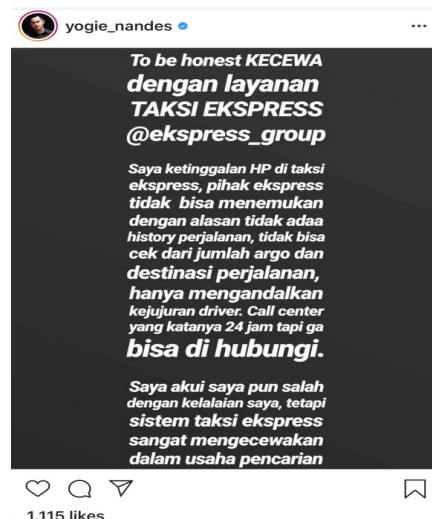 yogie_nandes
To be honest KECEWA
dengan layanan
TAKSI EKSPRESS
@ekspress_group
Saya ketinggalan HP di taksi
ekspress, pihak ekspress
tidak bisa menemukan
dengan alasan tidak adaa
history perjalanan, tidak bisa
cek dari jumlah argo dan
destinasi perjalanan,
hanya mengandalkan
kejujuran driver. Call center
yang katanya 24 jam tapi ga
bisa di hubungi.
Saya akui saya pun salah
dengan kelalaian saya, tetapi
sistem taksi ekspress
sangat mengecewakan
dalam usaha pencarian
1,115 likes